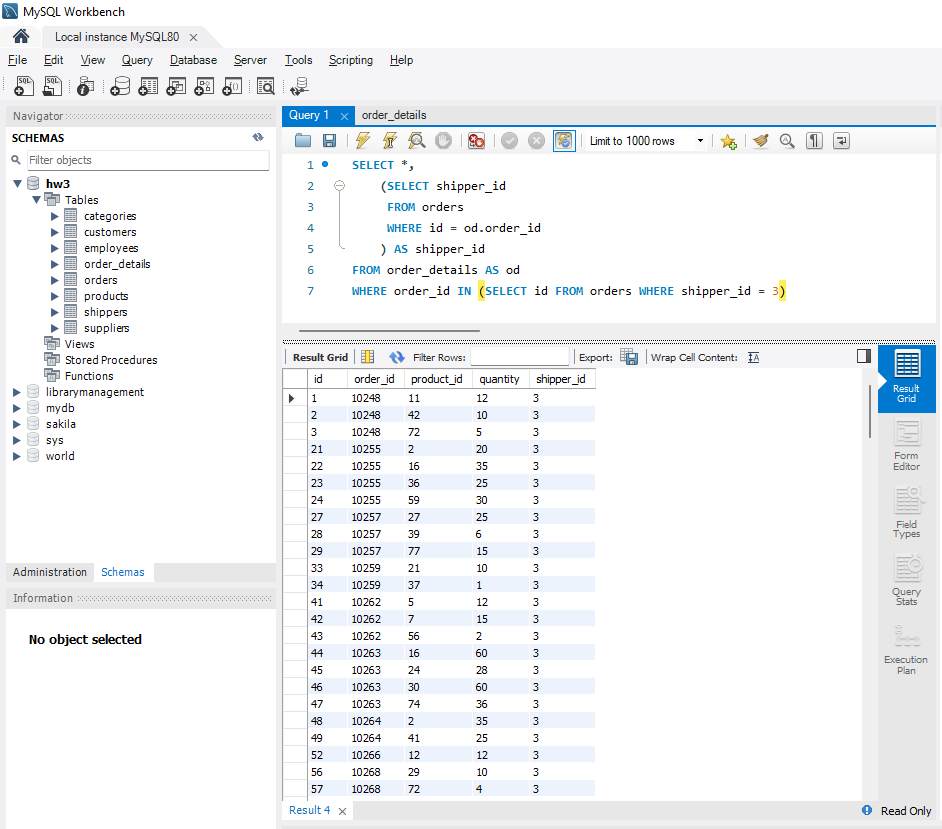 MySQL Workbench
Local instance MySQL80
File Edit View Query Database Server Tools Scripting Help
SQL SQL
Navigator
SCHEMAS
Filter objects
hw3
Tables
categories
customers
employees
order_details
orders
products
shippers
suppliers
Views
Stored Procedures
Functions
librarymanagement
mydb
sakila
sys
world
Administration Schemas
Information
No object selected
Query 1 order_details
Limit to 1000 rows
1 SELECT *,
2 (SELECT shipper_id
3 FROM orders
4 WHERE id = od.order_id
5 ) AS shipper_id
6 FROM order_details AS od
7 WHERE order_id IN (SELECT id FROM orders WHERE shipper_id = 3)
Result Grid Filter Rows: Export: Wrap Cell Content:
id order_id product_id quantity shipper_id
1 10248 11 12 3
2 10248 42 10 3
3 10248 72 5 3
21 10255 2 20 3
22 10255 16 35 3
23 10255 36 25 3
24 10255 59 30 3
27 10257 27 25 3
28 10257 39 6 3
29 10257 77 15 3
33 10259 21 10 3
34 10259 37 1 3
41 10262 5 12 3
42 10262 7 15 3
43 10262 56 2 3
44 10263 16 60 3
45 10263 24 28 3
46 10263 30 60 3
47 10263 74 36 3
48 10264 2 35 3
49 10264 41 25 3
52 10266 12 12 3
56 10268 29 10 3
57 10268 72 4 3
Result
Grid
Form
Editor
Field
Types
Query
Stats
Execution
Plan
Result 4
Read Only